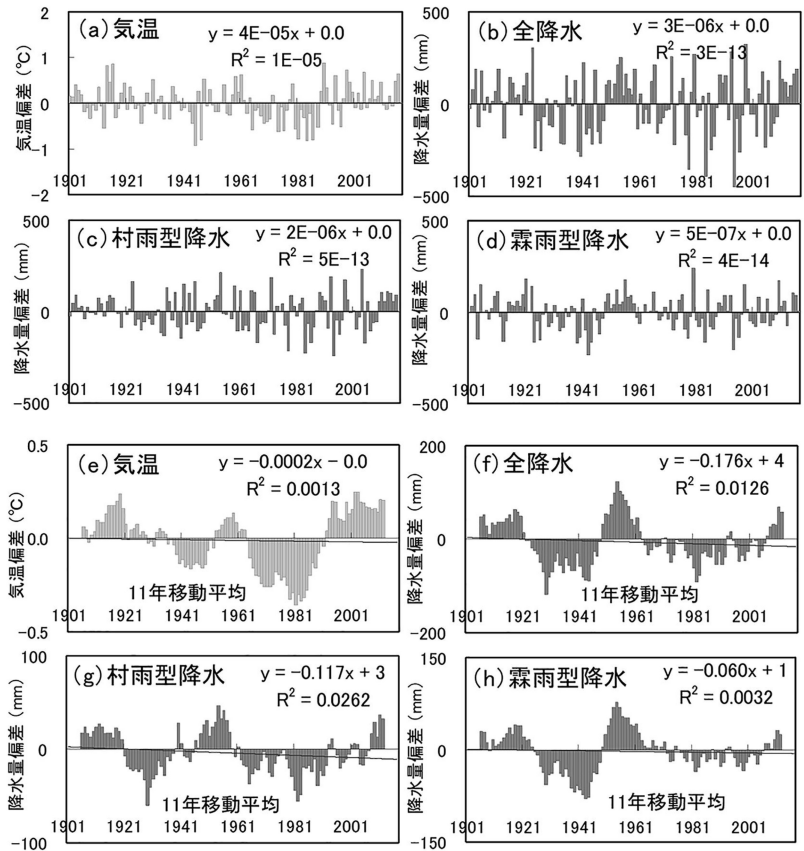 (a)気温
y = 4E-05x + 0.0
R² = 1E-05
気温偏差 (℃)
2
1
0
−1
−2
1901 1921 1941 1961 1981 2001
(b)全降水
y = 3E-06x + 0.0
R² = 3E-13
降水量偏差 (mm)
500
0
−500
1901 1921 1941 1961 1981 2001
(c)村雨型降水
y = 2E-06x + 0.0
R² = 5E-13
降水量偏差 (mm)
500
0
−500
1901 1921 1941 1961 1981 2001
(d)霖雨型降水
y = 5E-07x + 0.0
R² = 4E-14
降水量偏差 (mm)
500
0
−500
1901 1921 1941 1961 1981 2001
(e)気温
y = −0.0002x − 0.0
R² = 0.0013
気温偏差 (℃)
0.5
0.0
−0.5
11年移動平均
1901 1921 1941 1961 1981 2001
(f)全降水
y = −0.176x + 4
R² = 0.0126
降水量偏差 (mm)
200
0
−200
11年移動平均
1901 1921 1941 1961 1981 2001
(g)村雨型降水
y = −0.117x + 3
R² = 0.0262
降水量偏差 (mm)
100
0
−100
11年移動平均
1901 1921 1941 1961 1981 2001
(h)霖雨型降水
y = −0.060x + 1
R² = 0.0032
降水量偏差 (mm)
150
0
−150
11年移動平均
1901 1921 1941 1961 1981 2001